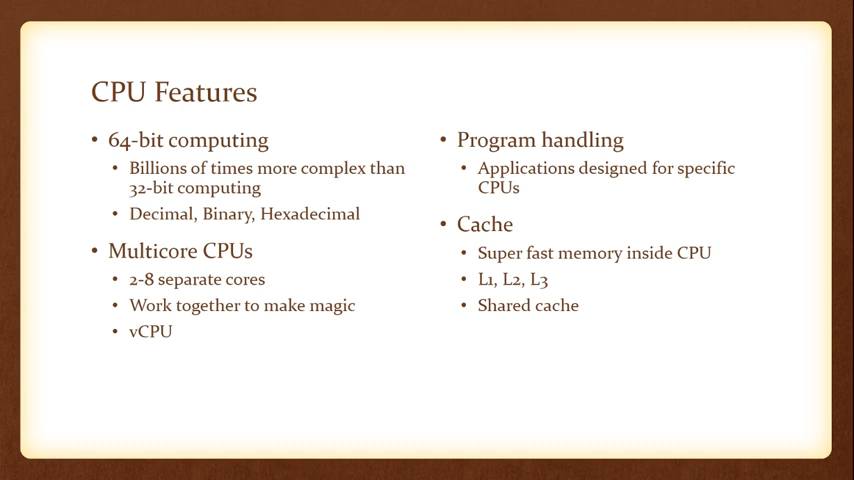 CPU Features
• 64-bit computing
• Billions of times more complex than
32-bit computing
• Decimal, Binary, Hexadecimal
• Multicore CPUs
• 2-8 separate cores
• Work together to make magic
• vCPU
• Program handling
• Applications designed for specific
CPUs
• Cache
• Super fast memory inside CPU
• L1, L2, L3
• Shared cache